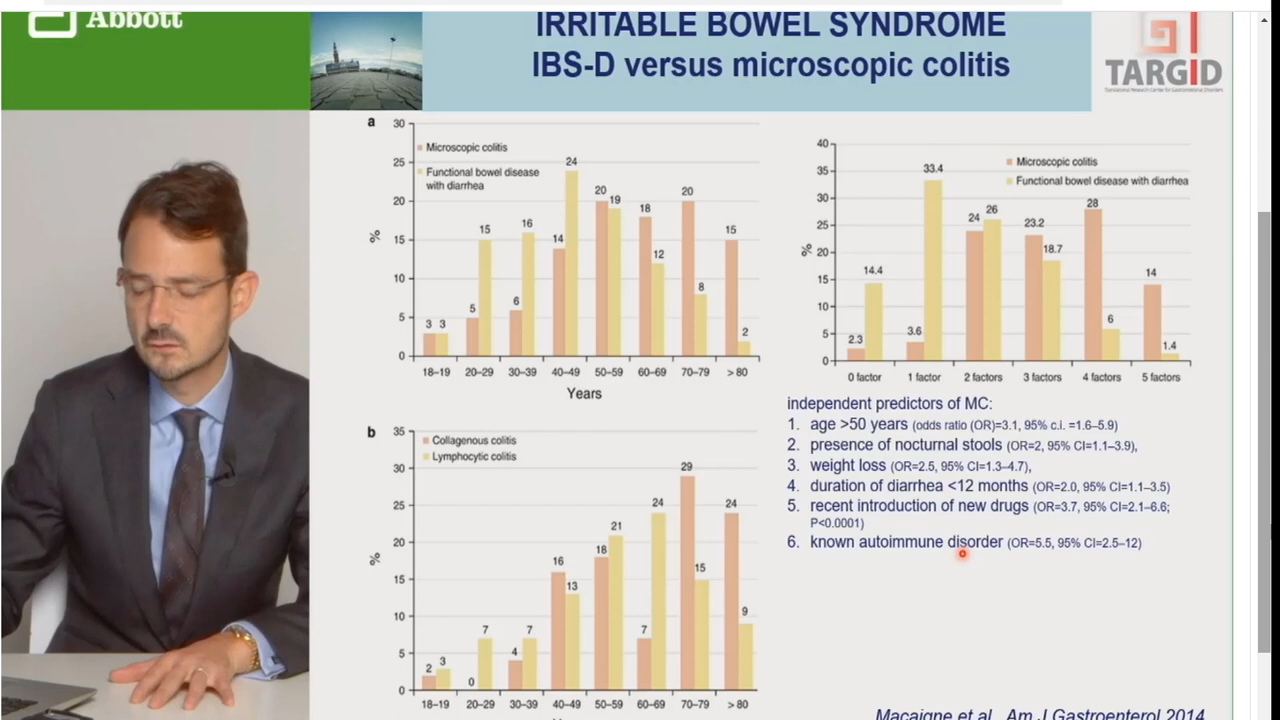 Abbott
IRRITABLE BOWEL SYNDROME
IBS-D versus microscopic colitis
TARGID
Translational Research Center for Gastrointestinal Disorders
a
30
25
20
15
10
5
0
%
Microscopic colitis
Functional bowel disease
with diarrhea
3 3 5 15 6 16 14 24 20 19 18 12 20 8 15 2
18–19 20–29 30–39 40–49 50–59 60–69 70–79 > 80
Years
b
35
30
25
20
15
10
5
0
%
Collagenous colitis
Lymphocytic colitis
2 3 0 7 4 7 16 13 18 21 7 24 29 15 24 9
18–19 20–29 30–39 40–49 50–59 60–69 70–79 > 80
40
35
30
25
20
15
10
5
0
%
Microscopic colitis
Functional bowel disease with diarrhea
2.3 14.4 3.6 33.4 24 26 23.2 18.7 28 6 14 1.4
0 factor 1 factor 2 factors 3 factors 4 factors 5 factors
independent predictors of MC:
1. age >50 years (odds ratio (OR)=3.1, 95% c.i. =1.6–5.9)
2. presence of nocturnal stools (OR=2, 95% CI=1.1–3.9),
3. weight loss (OR=2.5, 95% CI=1.3–4.7),
4. duration of diarrhea <12 months (OR=2.0, 95% CI=1.1–3.5)
5. recent introduction of new drugs (OR=3.7, 95% CI=2.1–6.6;
P<0.0001)
6. known autoimmune disorder (OR=5.5, 95% CI=2.5–12)
Macaigne et al., Am J Gastroenterol 2014